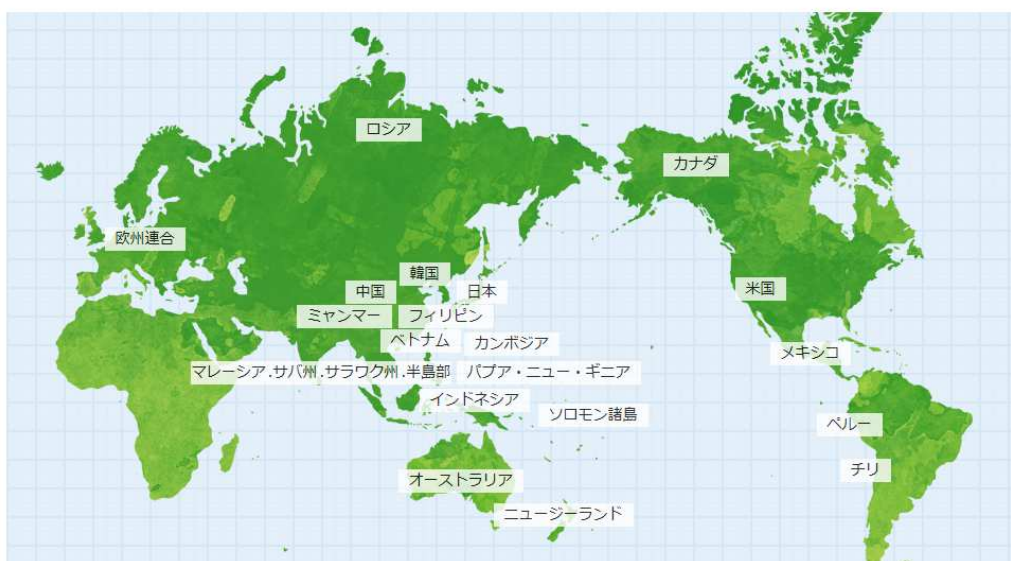 ロシア
カナダ
欧州連合
韓国
中国
日本
米国
ミャンマー
フィリピン
ベトナム
カンボジア
メキシコ
マレーシア.サバ州.サラワク州.半島部
パプア・ニュー・ギニア
インドネシア
ソロモン諸島
ペルー
チリ
オーストラリア
ニュージーランド